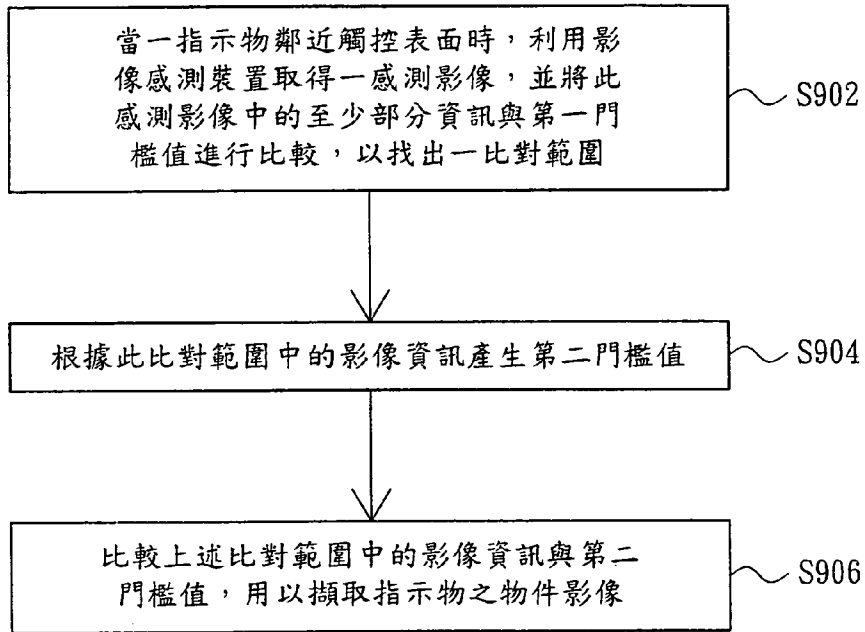 當一指示物鄰近觸控表面時，利用影
像感測裝置取得一感測影像，並將此
感測影像中的至少部分資訊與第一門
檻值進行比較，以找出一比對範圍
S902
根據此比對範圍中的影像資訊產生第二門檻值
S904
比較上述比對範圍中的影像資訊與第二
門檻值，用以擷取指示物之物件影像
S906